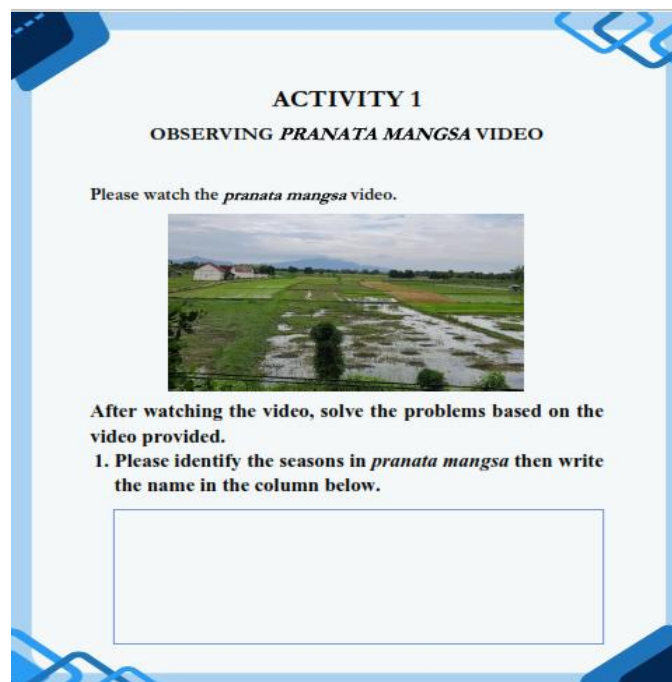 ACTIVITY 1
OBSERVING PRANATA MANGSA VIDEO
Please watch the pranata mangsa video.
After watching the video, solve the problems based on the
video provided.
1. Please identify the seasons in pranata mangsa then write
the name in the column below.